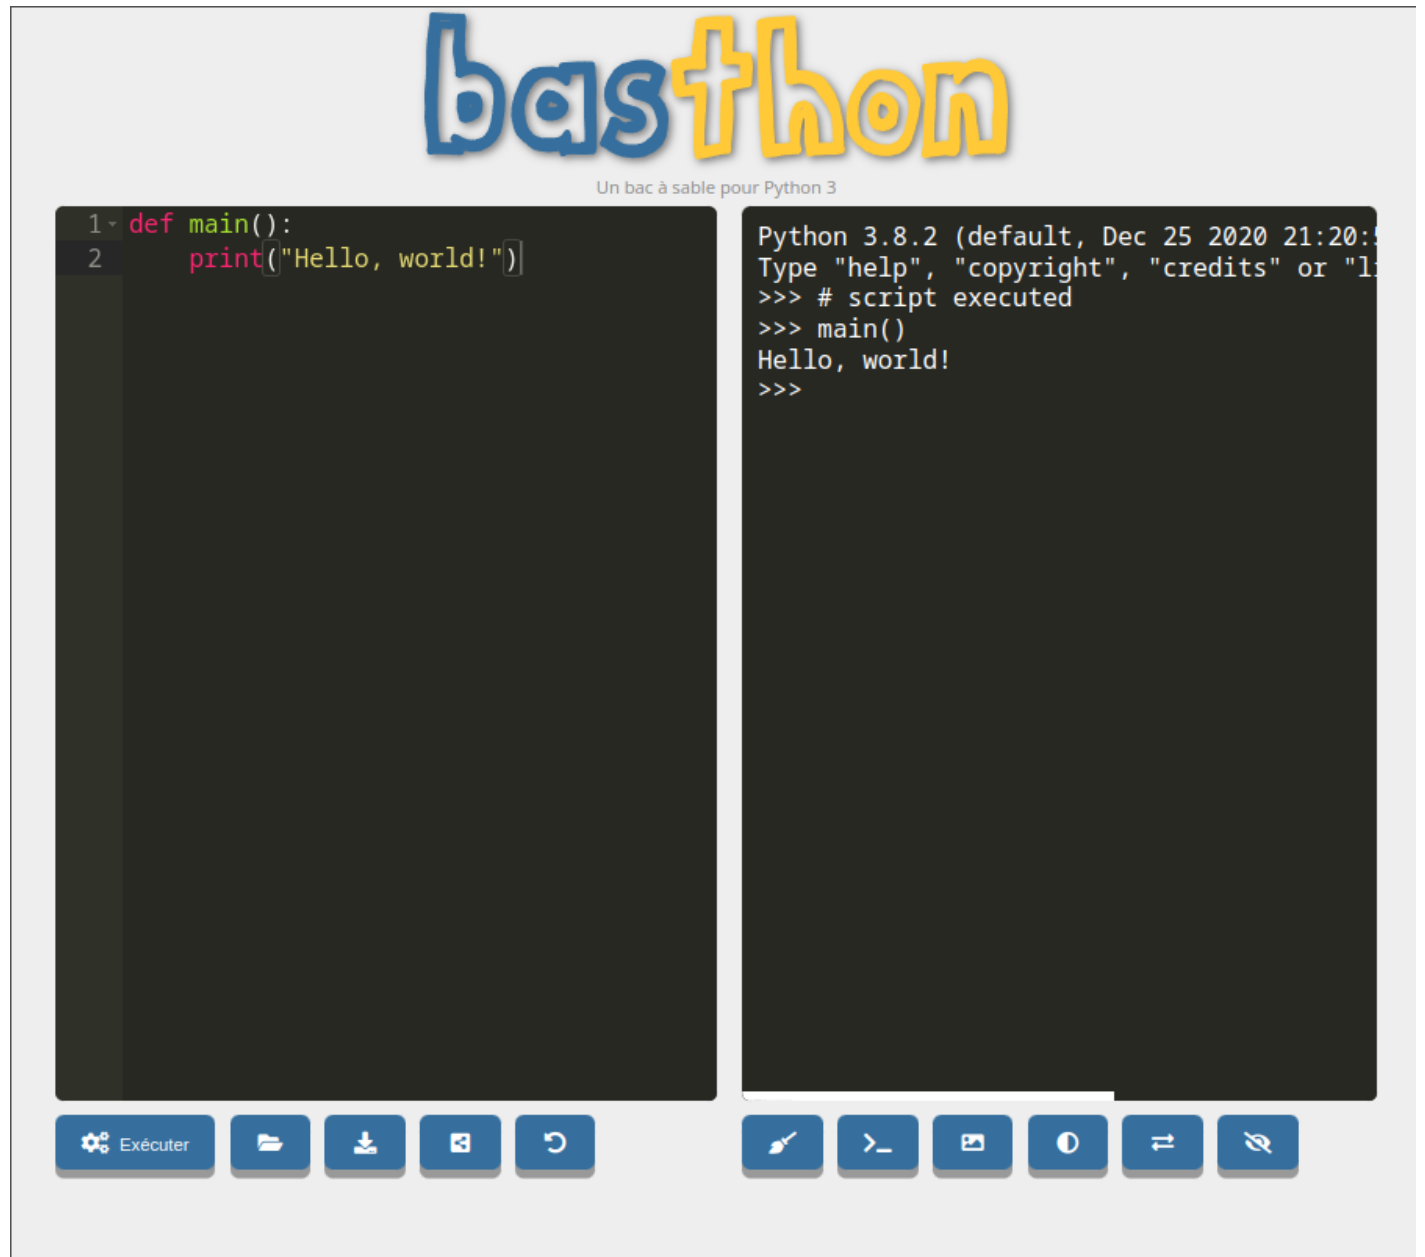 basthon
Un bac à sable pour Python 3
1 def main():
2     print("Hello, world!")
Python 3.8.2 (default, Dec 25 2020 21:20:
Type "help", "copyright", "credits" or "l
>>> # script executed
>>> main()
Hello, world!
>>>
Exécuter